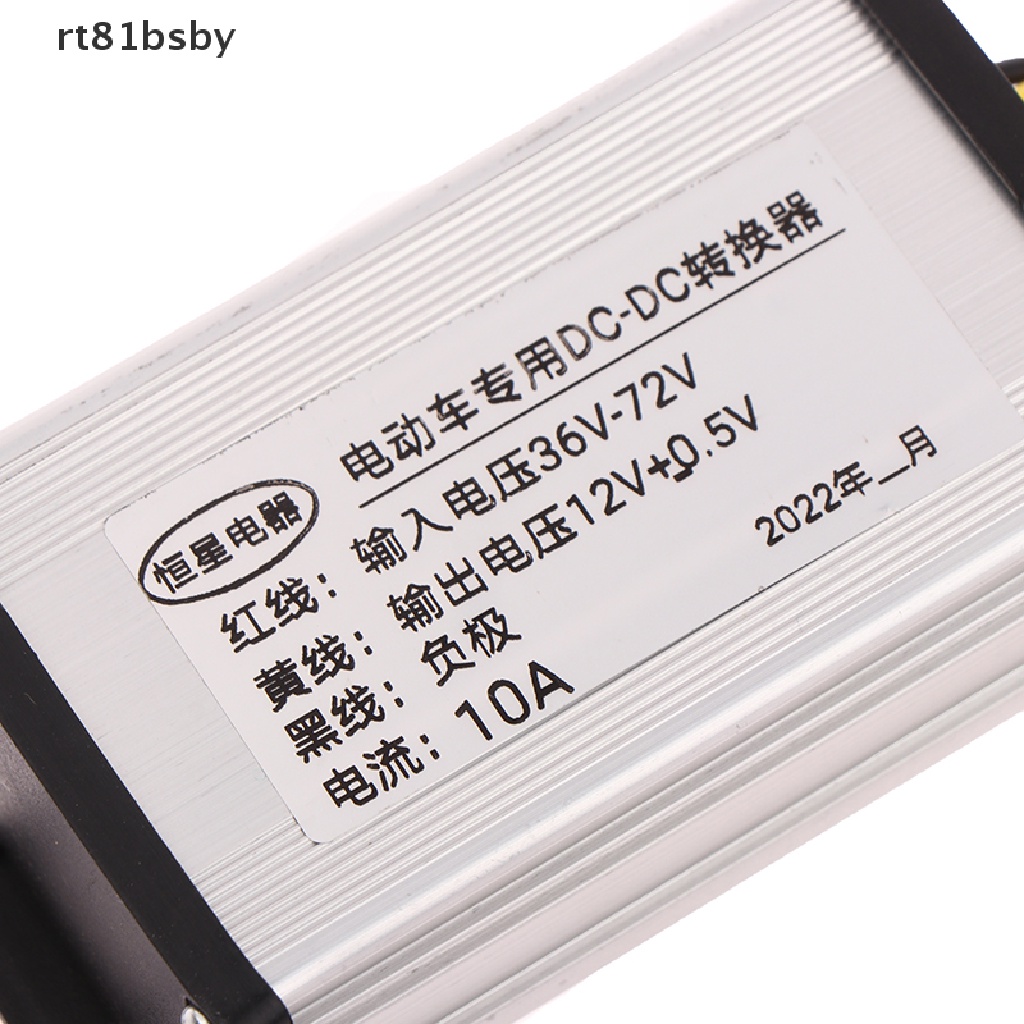 rt81bsby
电动车专用DC-DC转换器
恒星电器
红线：输入电压36V-72V
黄线：输出电压12V±0.5V
黑线：负极
电流：10A
2022年__月